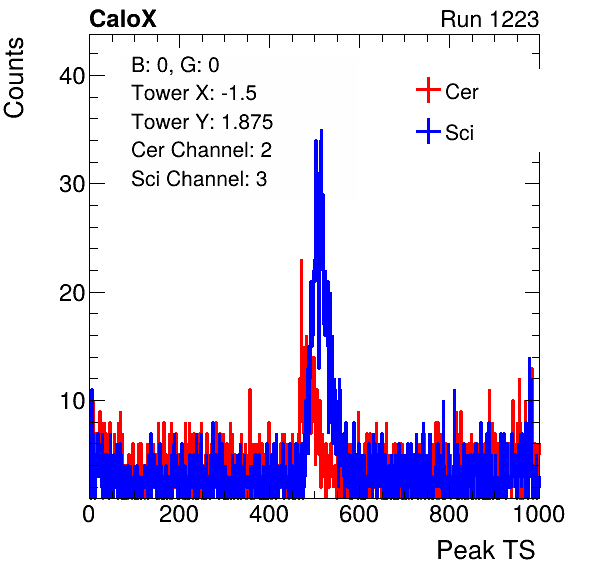 CaloX Run 1223
Counts
B: 0, G: 0
Tower X: -1.5
Tower Y: 1.875
Cer Channel: 2
Sci Channel: 3
Cer
Sci
40
30
20
10
0 200 400 600 800 1000
Peak TS